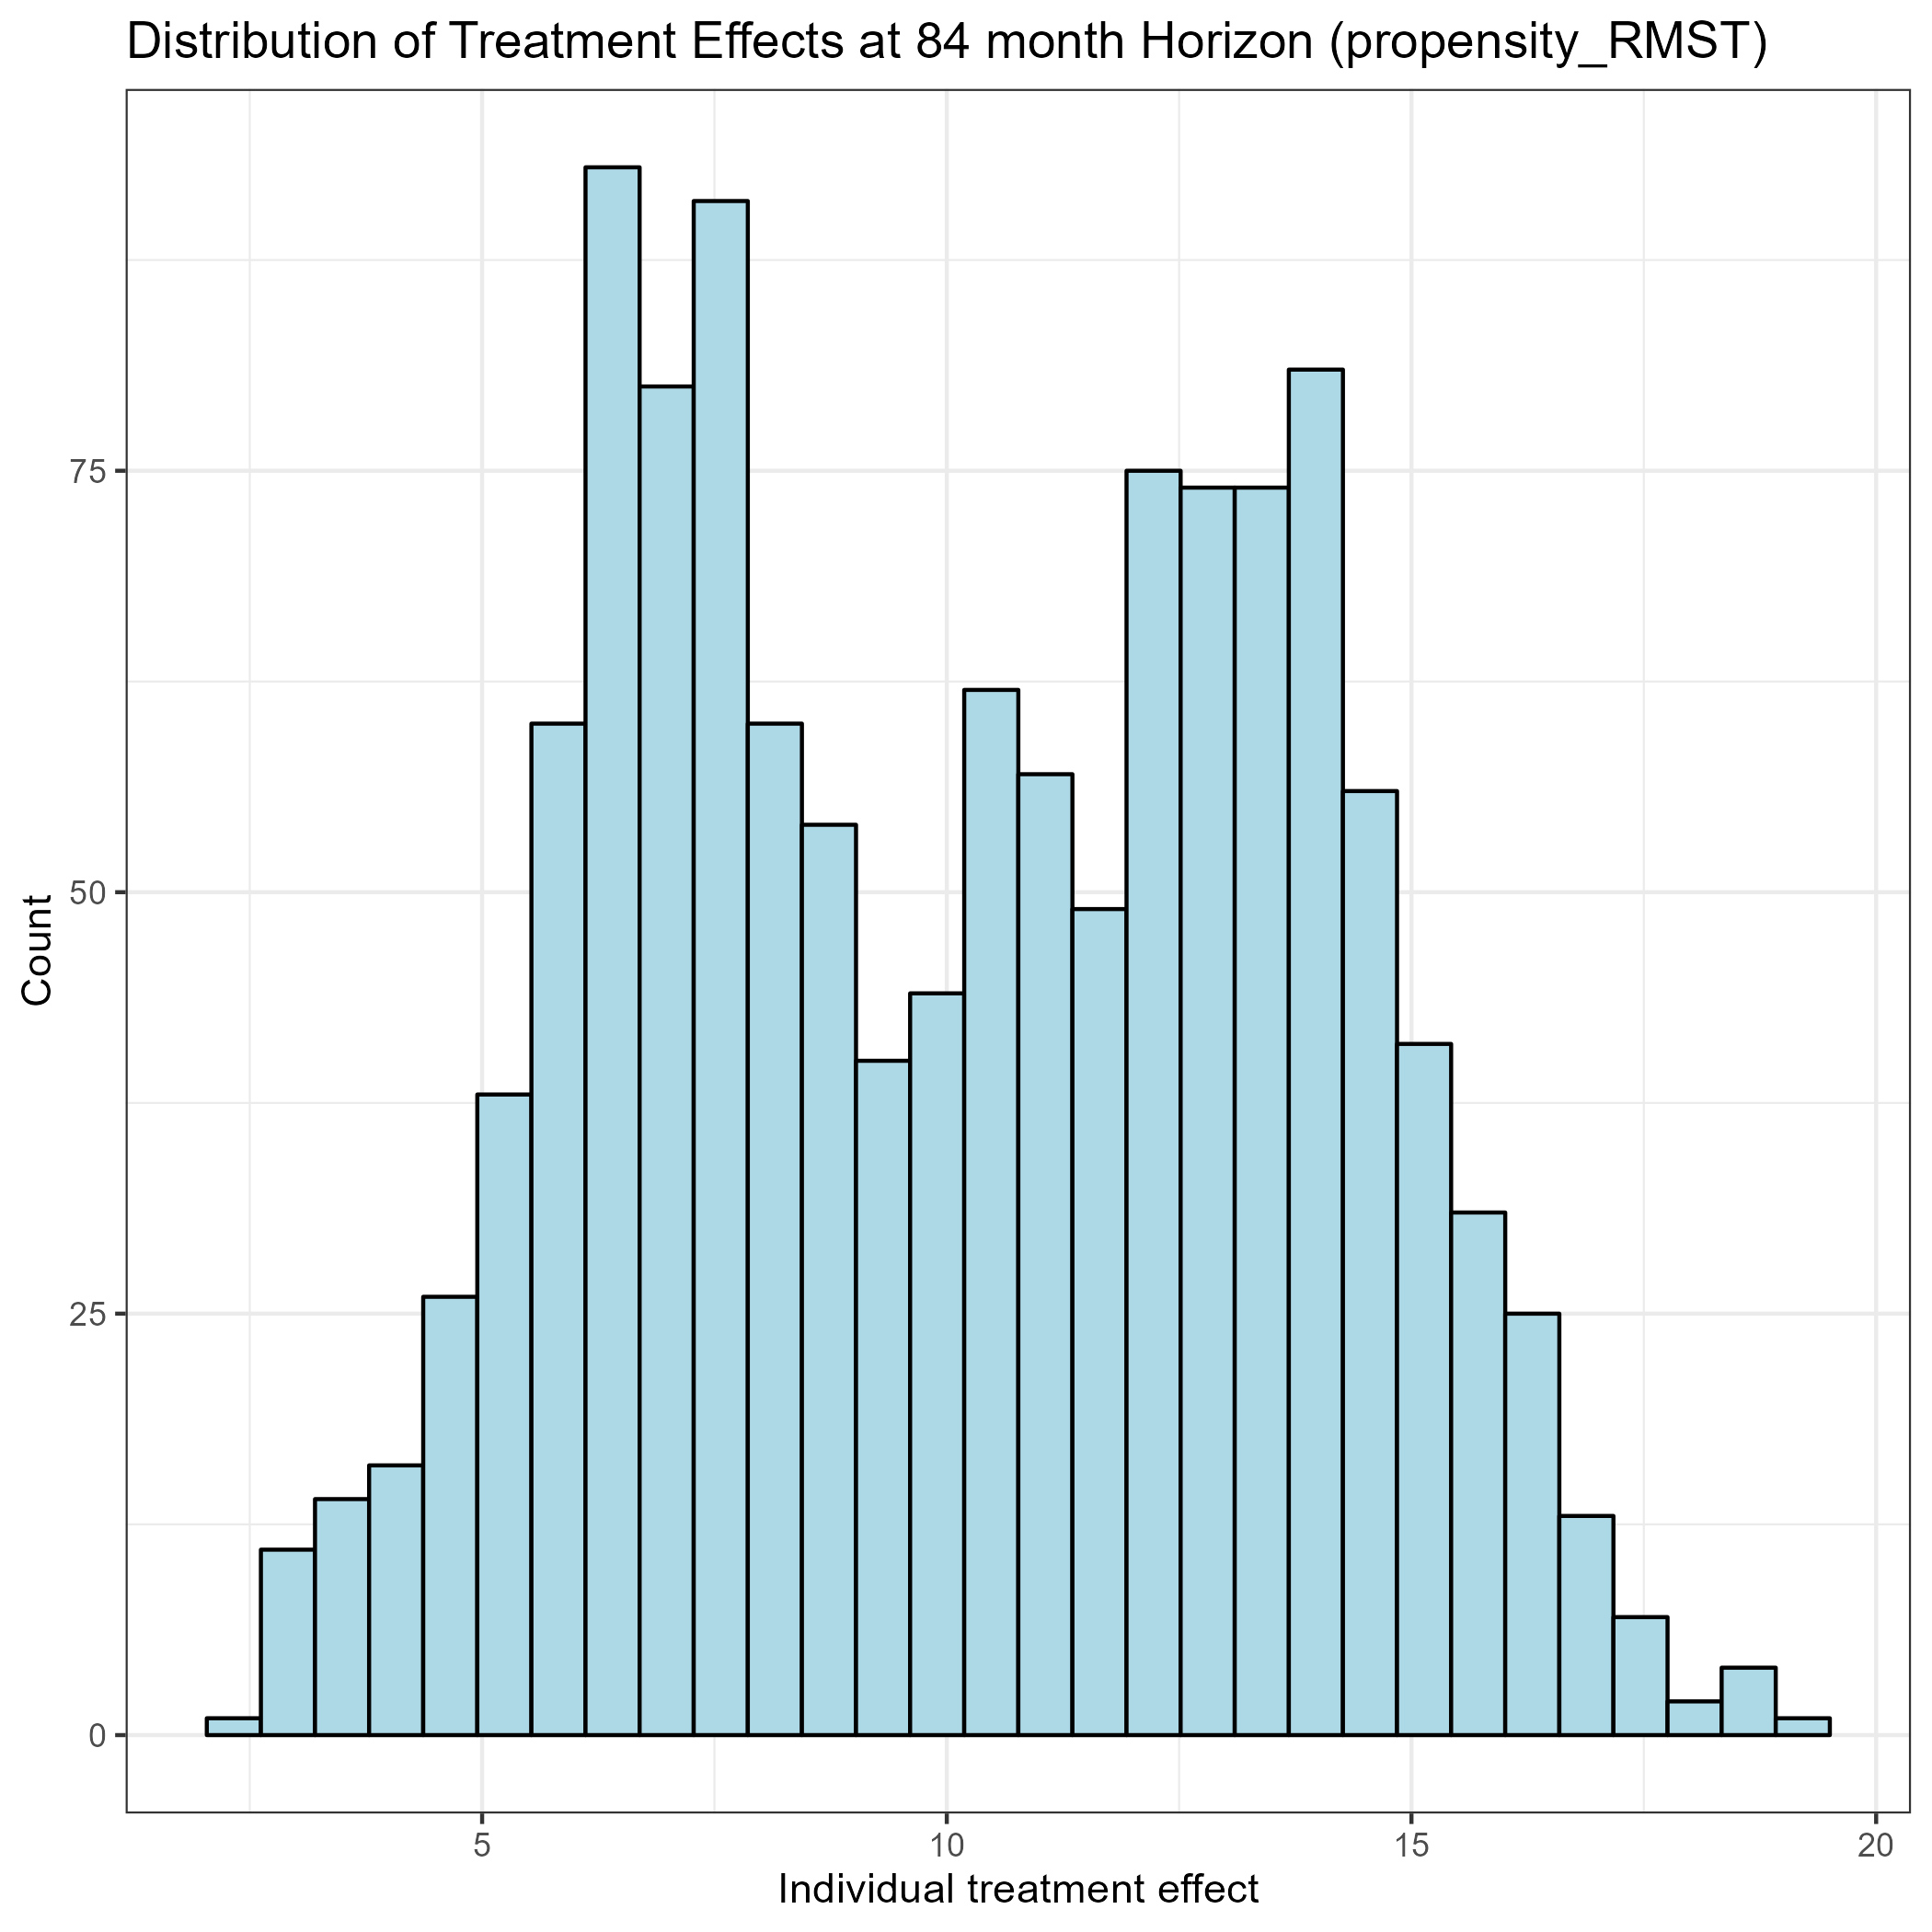 Distribution of Treatment Effects at 84 month Horizon (propensity_RMST)
Count
75
50
25
0
5 10 15 20
Individual treatment effect